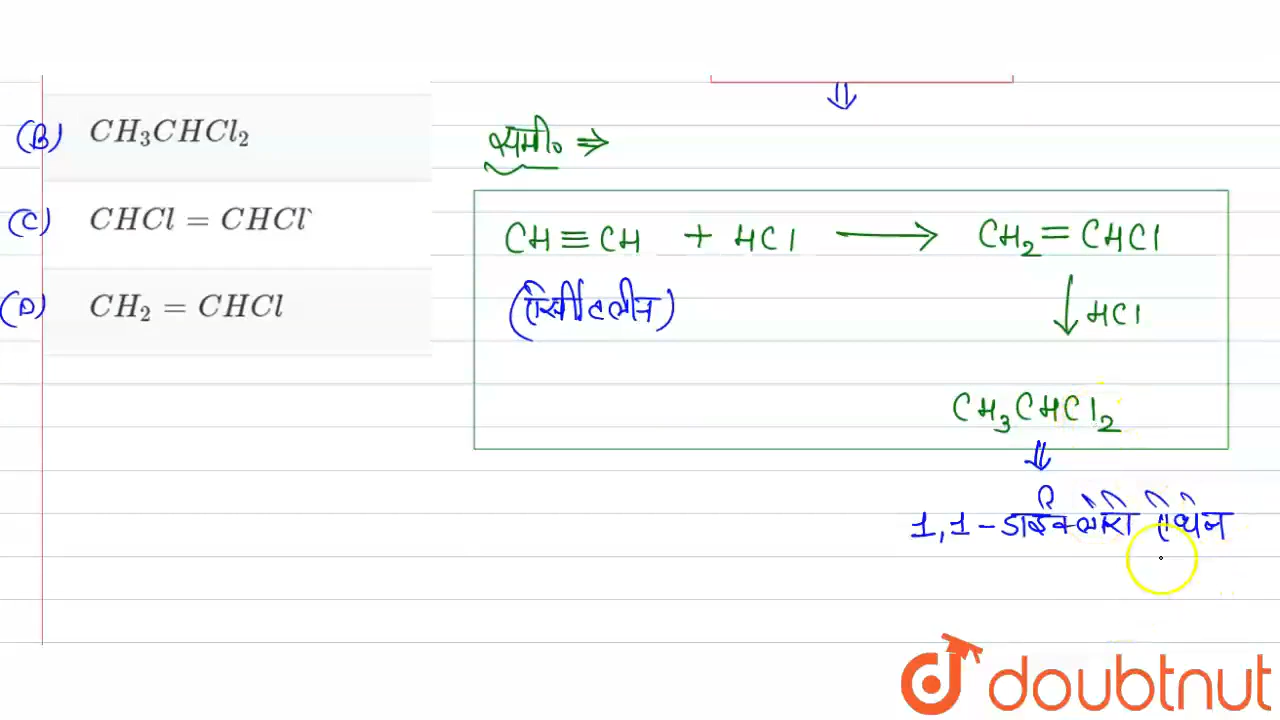 (B) CH₃CHCl₂
(C) CHCl = CHCl
(D) CH₂ = CHCl
समी० ⇒
CH ≡ CH + HCl ⟶ CH₂ = CHCl
(एसीटिलीन)
↓ HCl
CH₃CHCl₂
⇓
1,1-डाइक्लोरो एथेन
doubtnut